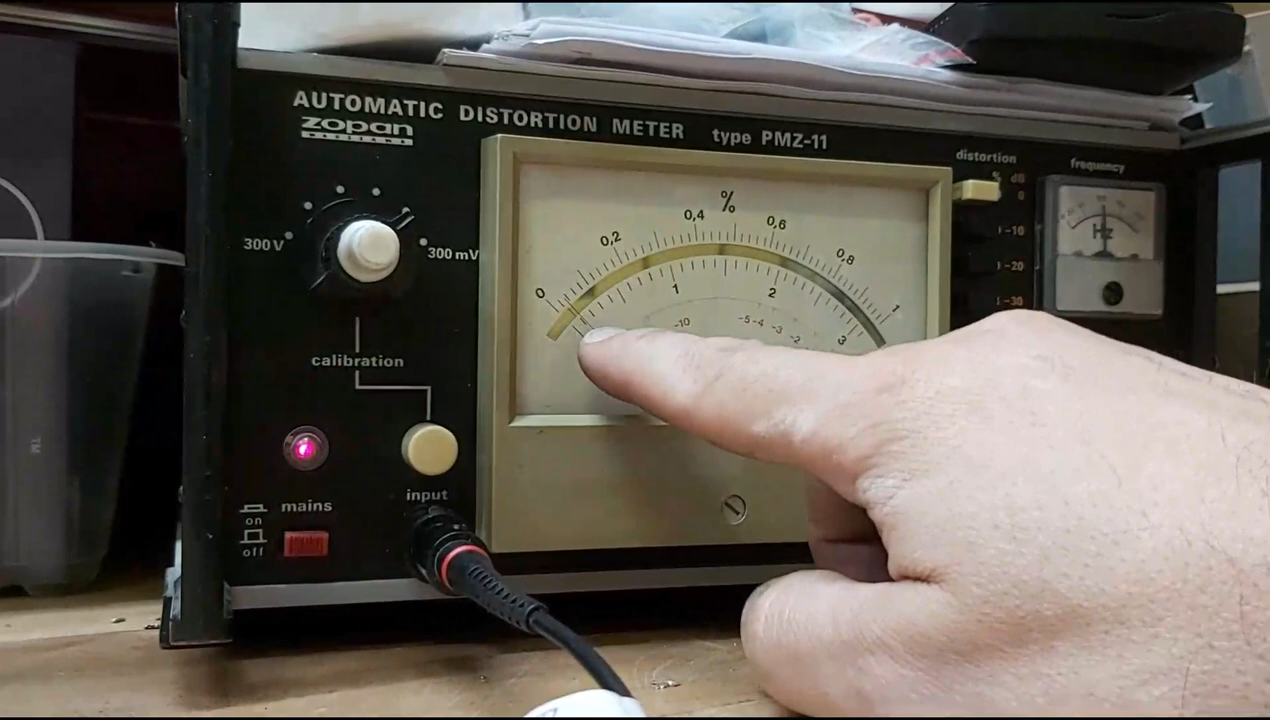 AUTOMATIC DISTORTION METER type PMZ-11
zopan
WARSZAWA
300 V
300 mV
calibration
mains
on
off
input
%
0 0,2 0,4 0,6 0,8 1
1 2 3
-10 -5 -4 -3 -2
distortion
% dB
0
-10
-20
-30
frequency
Hz